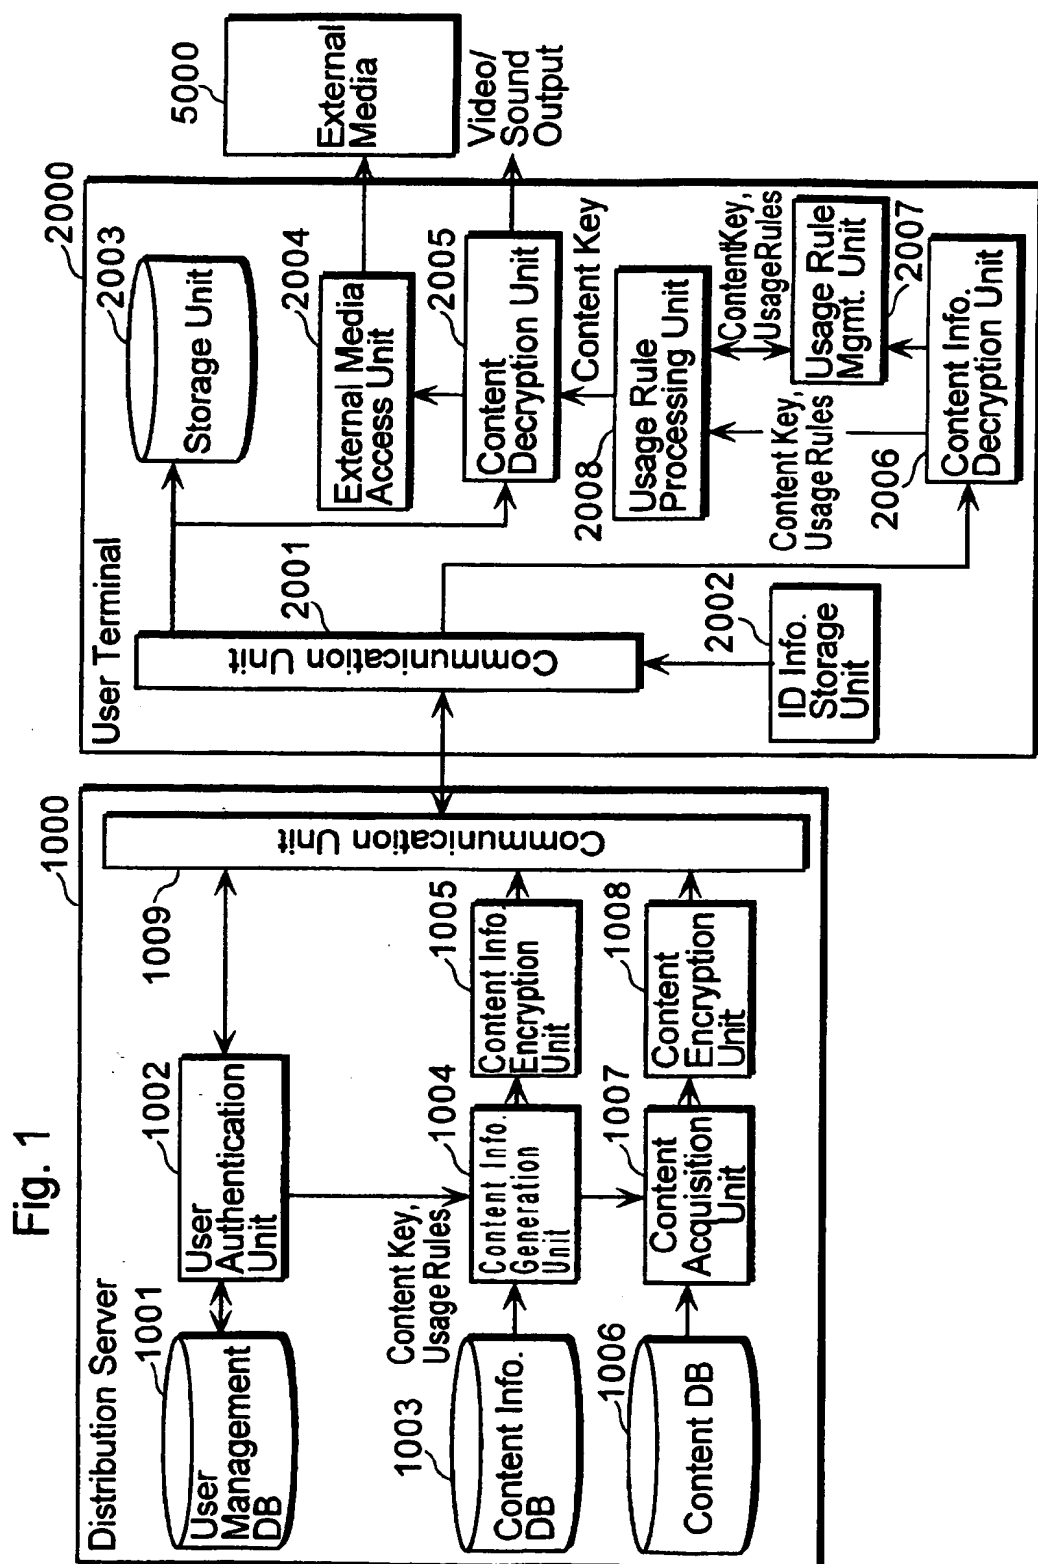 Fig. 1
1000
Distribution Server
1001
User
Management
DB
1002
User
Authentication
Unit
1009
Communication Unit
Content Key,
Usage Rules
1003
Content Info.
DB
1004
Content Info.
Generation
Unit
1005
Content Info.
Encryption
Unit
1006
Content DB
1007
Content
Acquisition
Unit
1008
Content
Encryption
Unit
2000
User Terminal
2001
Communication Unit
2002
ID Info.
Storage
Unit
2003
Storage Unit
2004
External Media
Access Unit
2005
Content
Decryption Unit
Content Key
2008
Usage Rule
Processing Unit
ContentKey,
UsageRules
Usage Rule
Mgmt. Unit
2007
Content Key,
Usage Rules
2006
Content Info.
Decryption Unit
5000
External
Media
Video/
Sound
Output